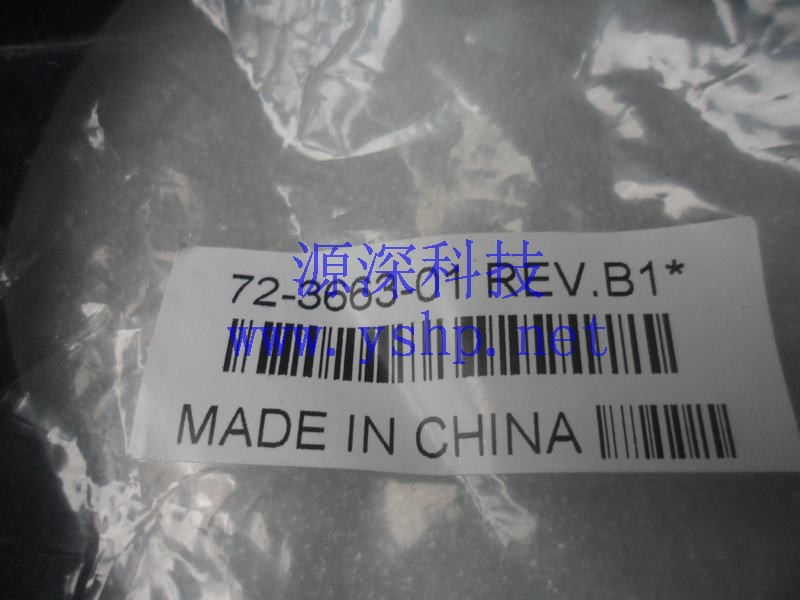 源深科技
72-3663-01 REV.B1*
www.yshp.net
MADE IN CHINA